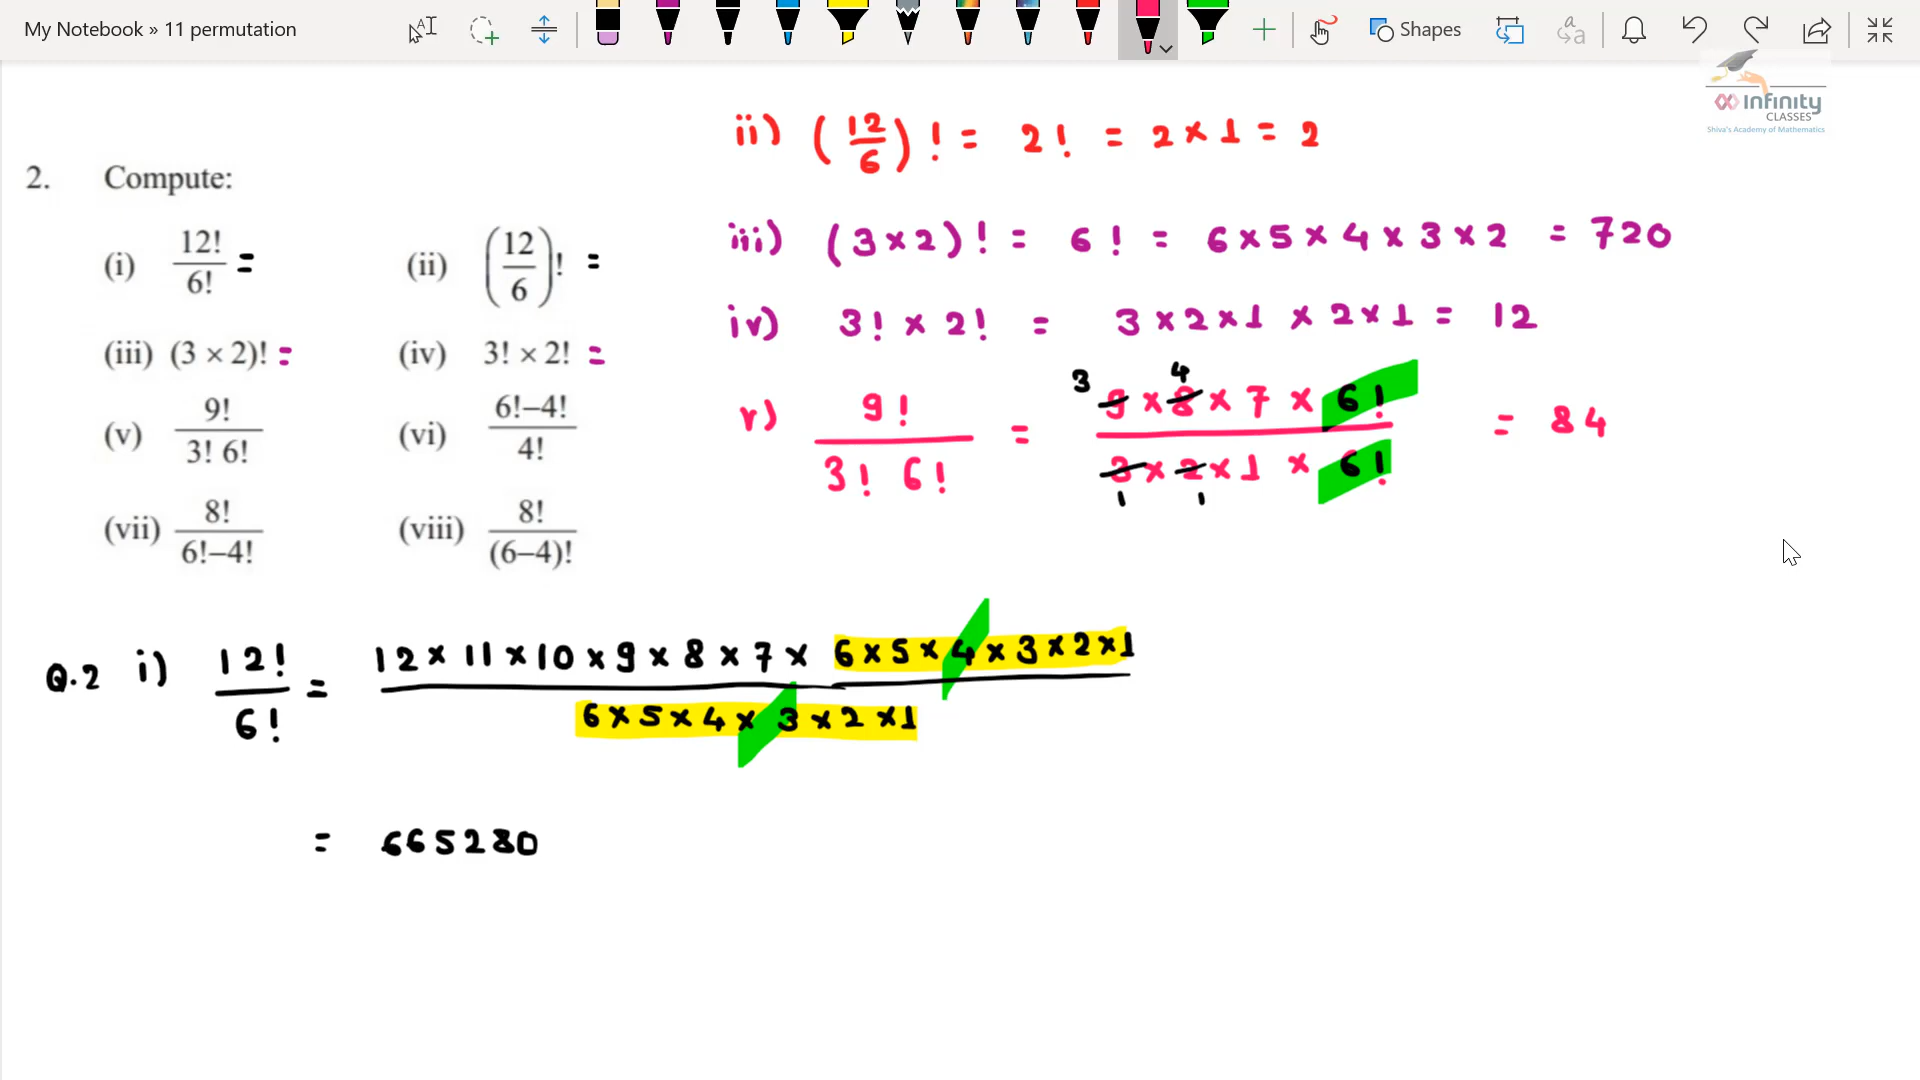 My Notebook » 11 permutation
Shapes
Infinity
CLASSES
Shiva's Academy of Mathematics
2. Compute:
(i) 12!/6! = (ii) (12/6)! =
(iii) (3 × 2)! = (iv) 3! × 2! =
(v) 9!/3! 6! (vi) 6!–4!/4!
(vii) 8!/6!–4! (viii) 8!/(6–4)!
ii) (12/6)! = 2! = 2 × 1 = 2
iii) (3×2)! = 6! = 6 × 5 × 4 × 3 × 2 = 720
iv) 3! × 2! = 3 × 2 × 1 × 2 × 1 = 12
3 4
v) 9!/3! 6! = 9 × 8 × 7 × 6!/3 × 2 × 1 × 6! = 84
1 1
Q.2 i) 12!/6! = 12 × 11 × 10 × 9 × 8 × 7 × 6 × 5 × 4 × 3 × 2 × 1/6 × 5 × 4 × 3 × 2 × 1
= 665280